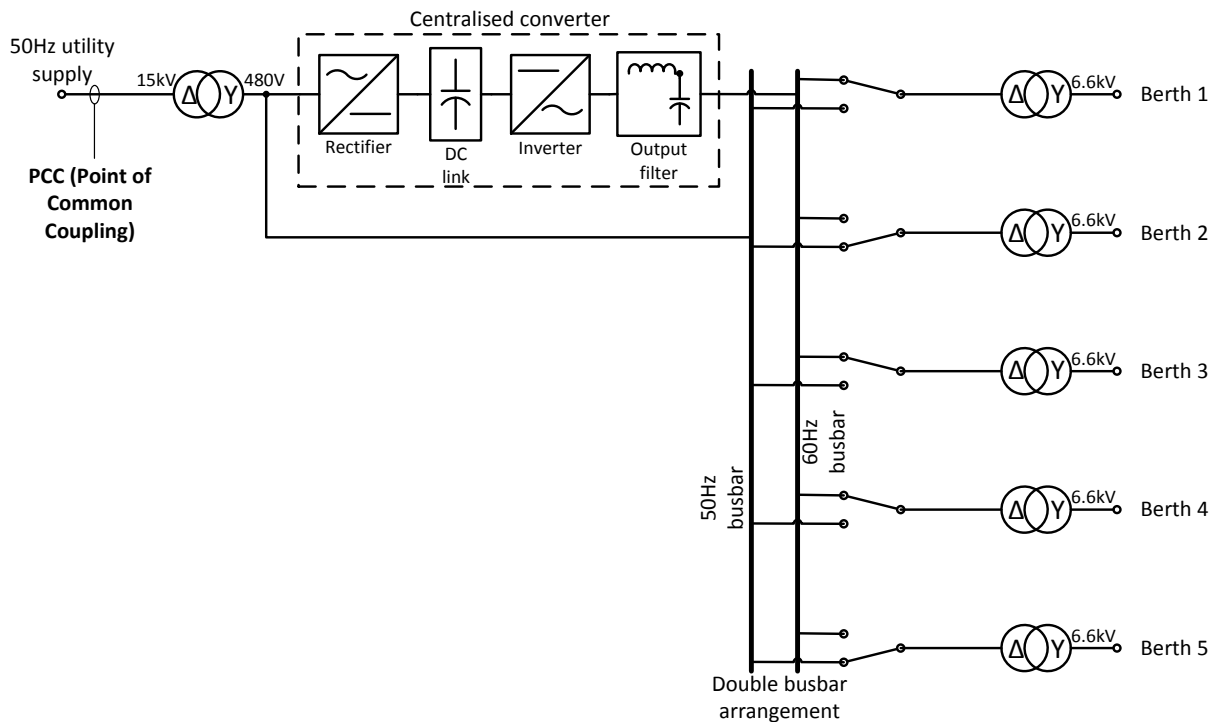 Centralised converter
50Hz utility
supply
15kV
Δ
Y
480V
Rectifier
DC
link
Inverter
Output
filter
PCC (Point of
Common
Coupling)
Δ
Y
6.6kV
Berth 1
Δ
Y
6.6kV
Berth 2
Δ
Y
6.6kV
Berth 3
50Hz
busbar
60Hz
busbar
Δ
Y
6.6kV
Berth 4
Δ
Y
6.6kV
Berth 5
Double busbar
arrangement